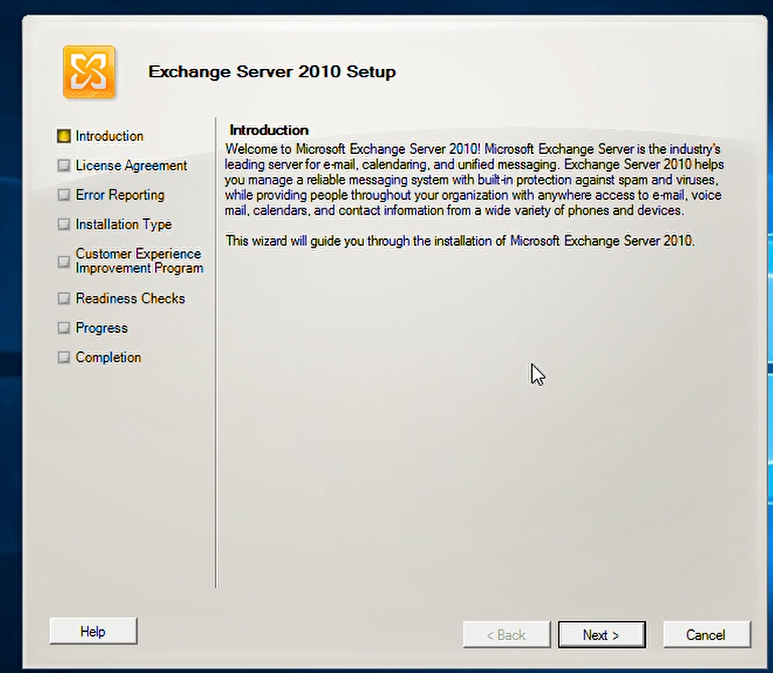 Exchange Server 2010 Setup
Introduction
License Agreement
Error Reporting
Installation Type
Customer Experience
Improvement Program
Readiness Checks
Progress
Completion
Introduction
Welcome to Microsoft Exchange Server 2010! Microsoft Exchange Server is the industry's
leading server for e-mail, calendaring, and unified messaging. Exchange Server 2010 helps
you manage a reliable messaging system with built-in protection against spam and viruses,
while providing people throughout your organization with anywhere access to e-mail, voice
mail, calendars, and contact information from a wide variety of phones and devices.
This wizard will guide you through the installation of Microsoft Exchange Server 2010.
Help
< Back
Next >
Cancel